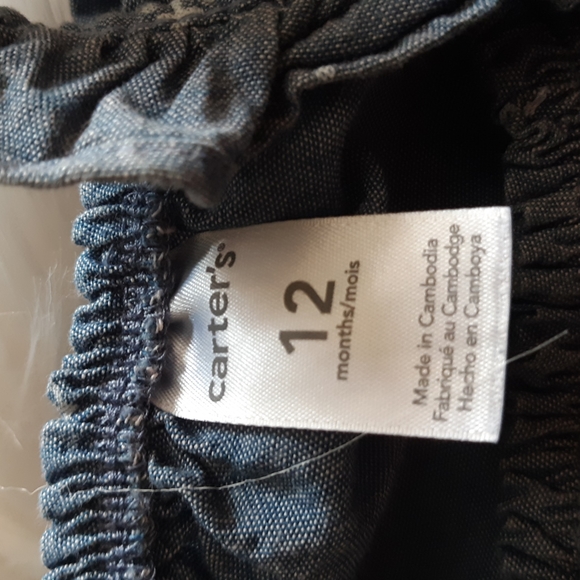 carter's®
12
months/mois
Made in Cambodia
Fabriqué au Cambodge
Hecho en Camboya